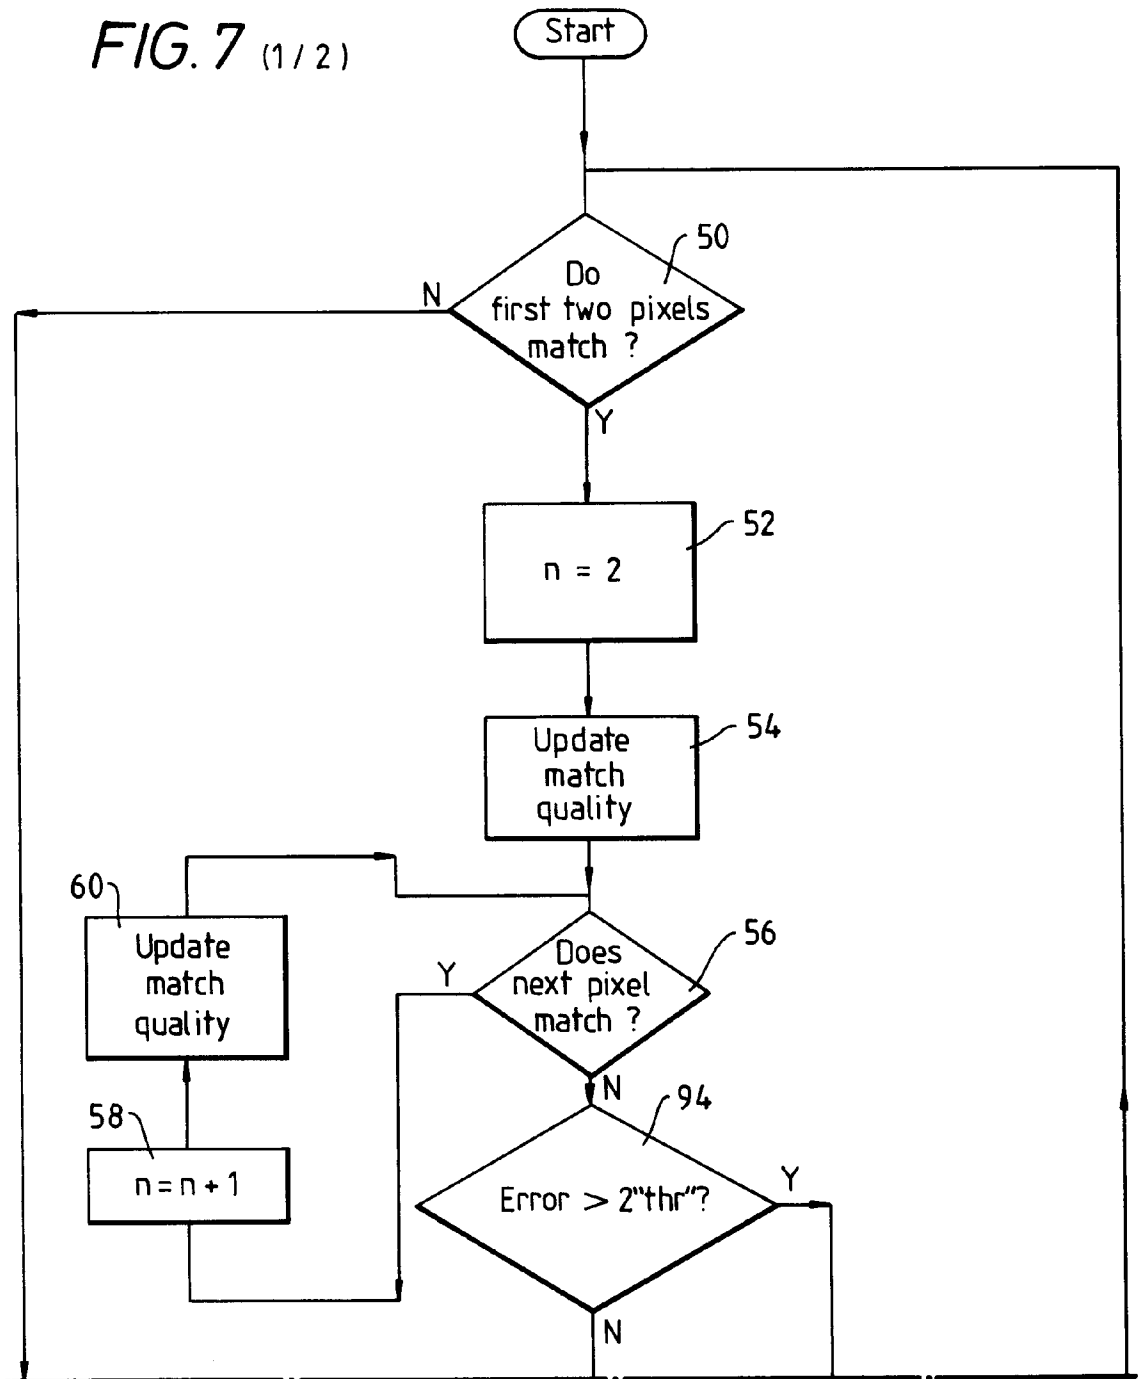 FIG. 7 (1/2)
Start
50
Do
first two pixels
match ?
N
Y
52
n = 2
54
Update
match
quality
60
Update
match
quality
56
Does
next pixel
match ?
Y
N
58
n = n + 1
94
Error > 2"thr"?
Y
N